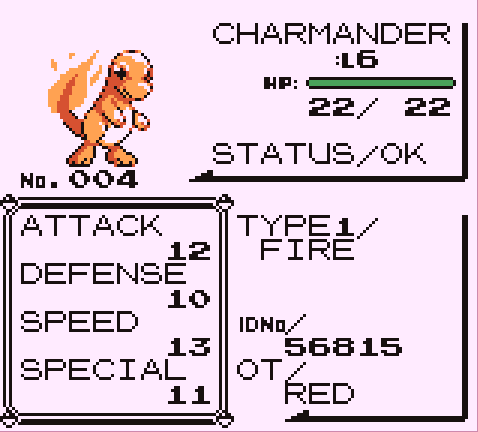 CHARMANDER
:L6
HP:
22/ 22
STATUS/OK
No. 004
ATTACK
12
DEFENSE
10
SPEED
13
SPECIAL
11
TYPE1/
FIRE
IDNo/
56815
OT/
RED